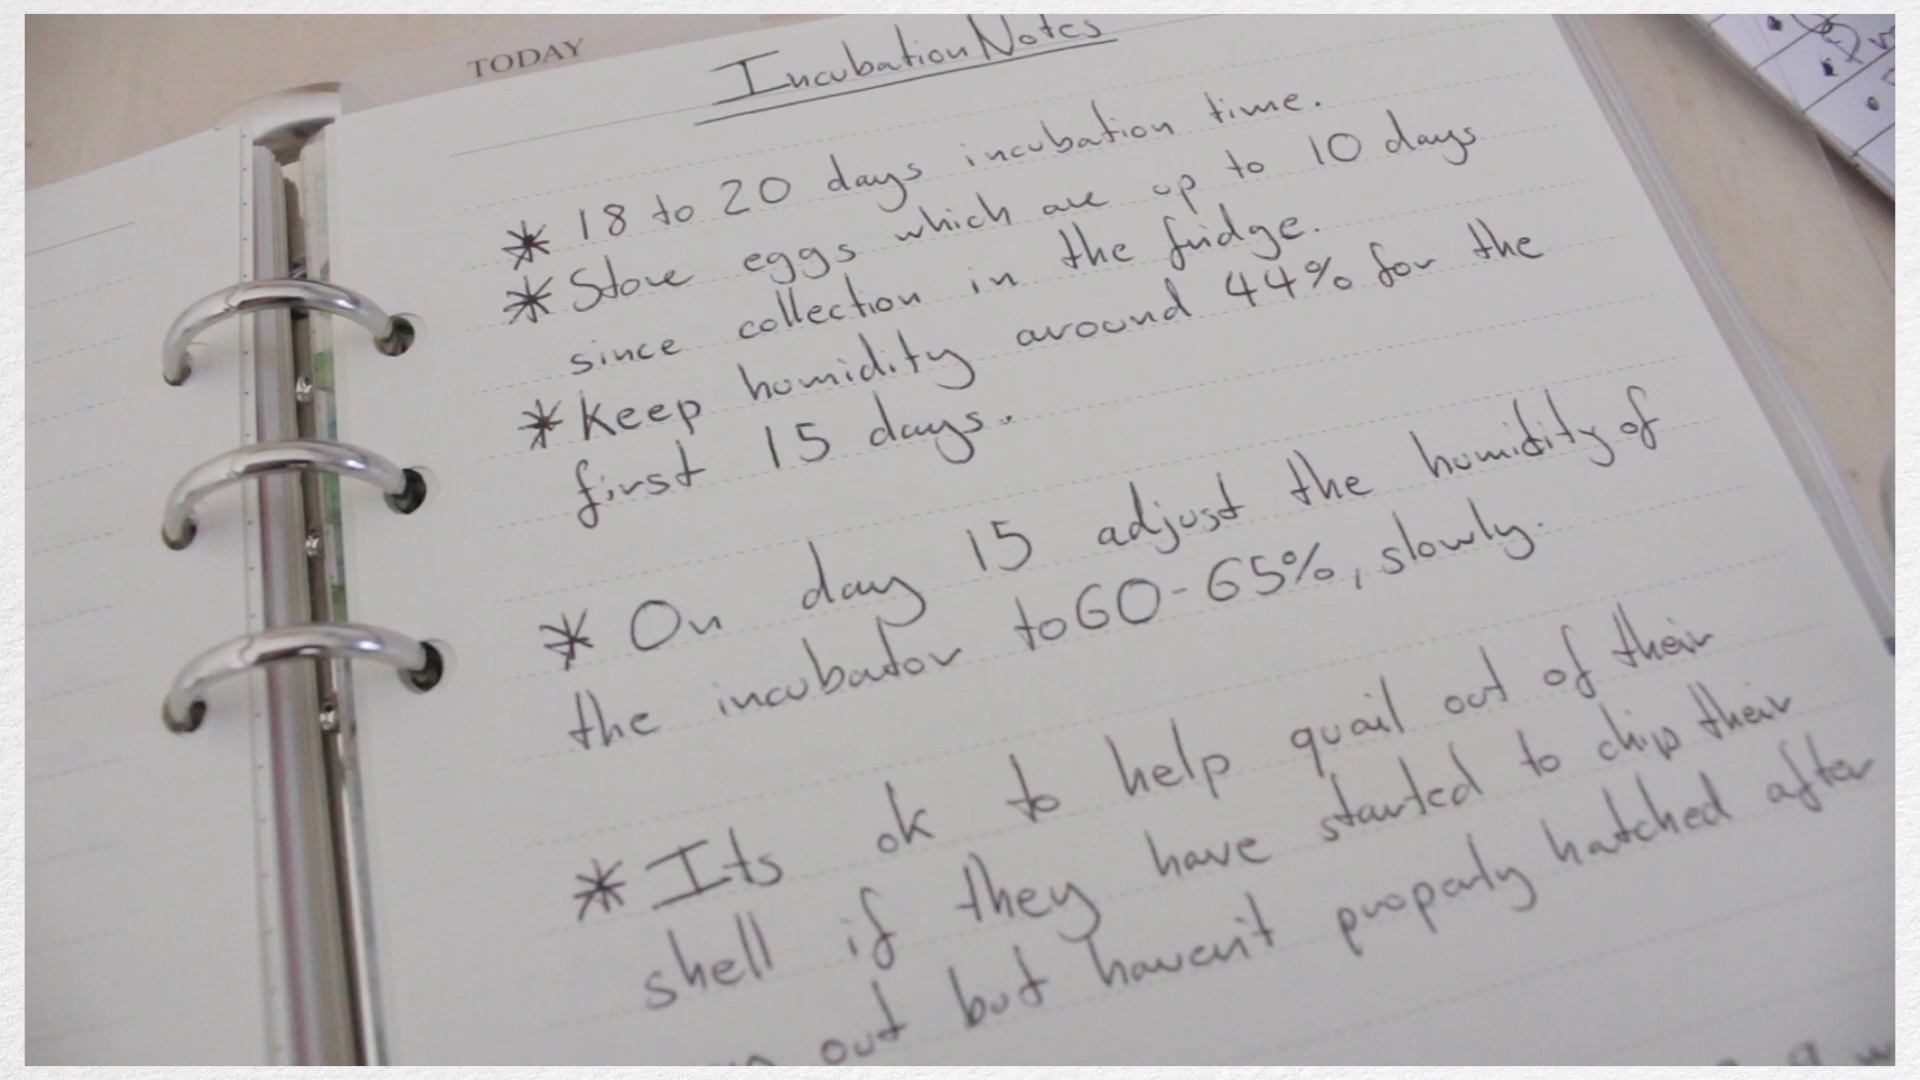 TODAY
Incubation Notes
* 18 to 20 days incubation time.
* Store eggs which are up to 10 days
since collection in the fridge.
* Keep humidity around 44% for the
first 15 days.
* On day 15 adjust the humidity of
the incubator to 60-65%, slowly.
* Its ok to help quail out of their
shell if they have started to chip their
out but haven't properly hatched after